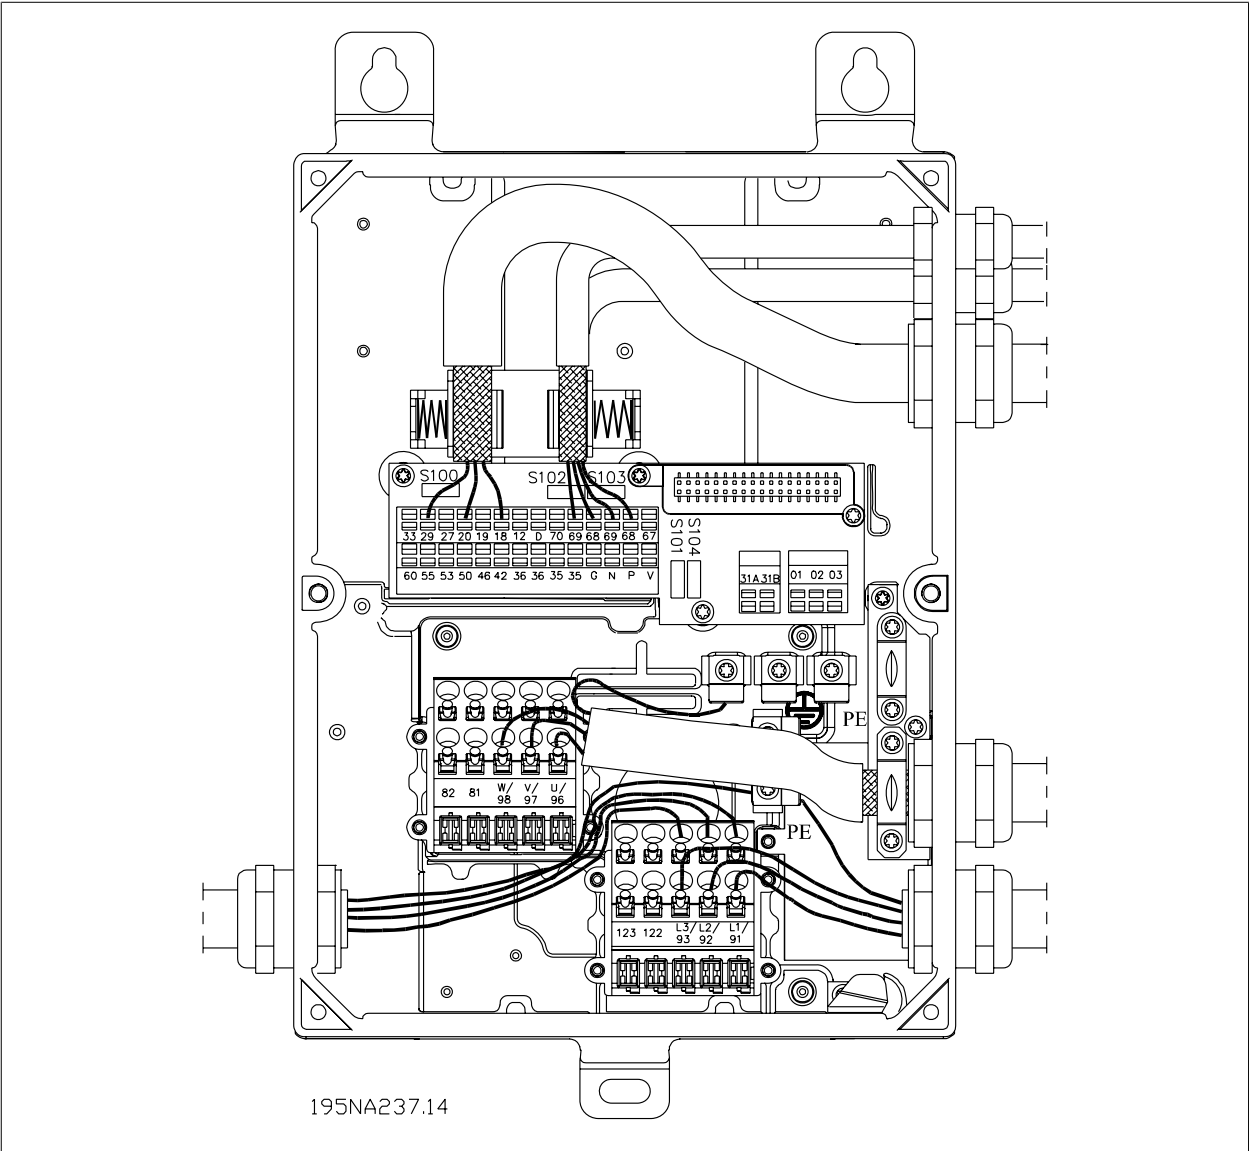 S100
S102
S103
33 29 27 20 19 18 12 D 70 69 68 69 68 67
60 55 53 50 46 42 36 36 35 35 G N P V
S101
S104
31A 31B
01 02 03
PE
82 81 W/98 V/97 U/96
PE
123 122 L3/93 L2/92 L1/91
195NA237.14